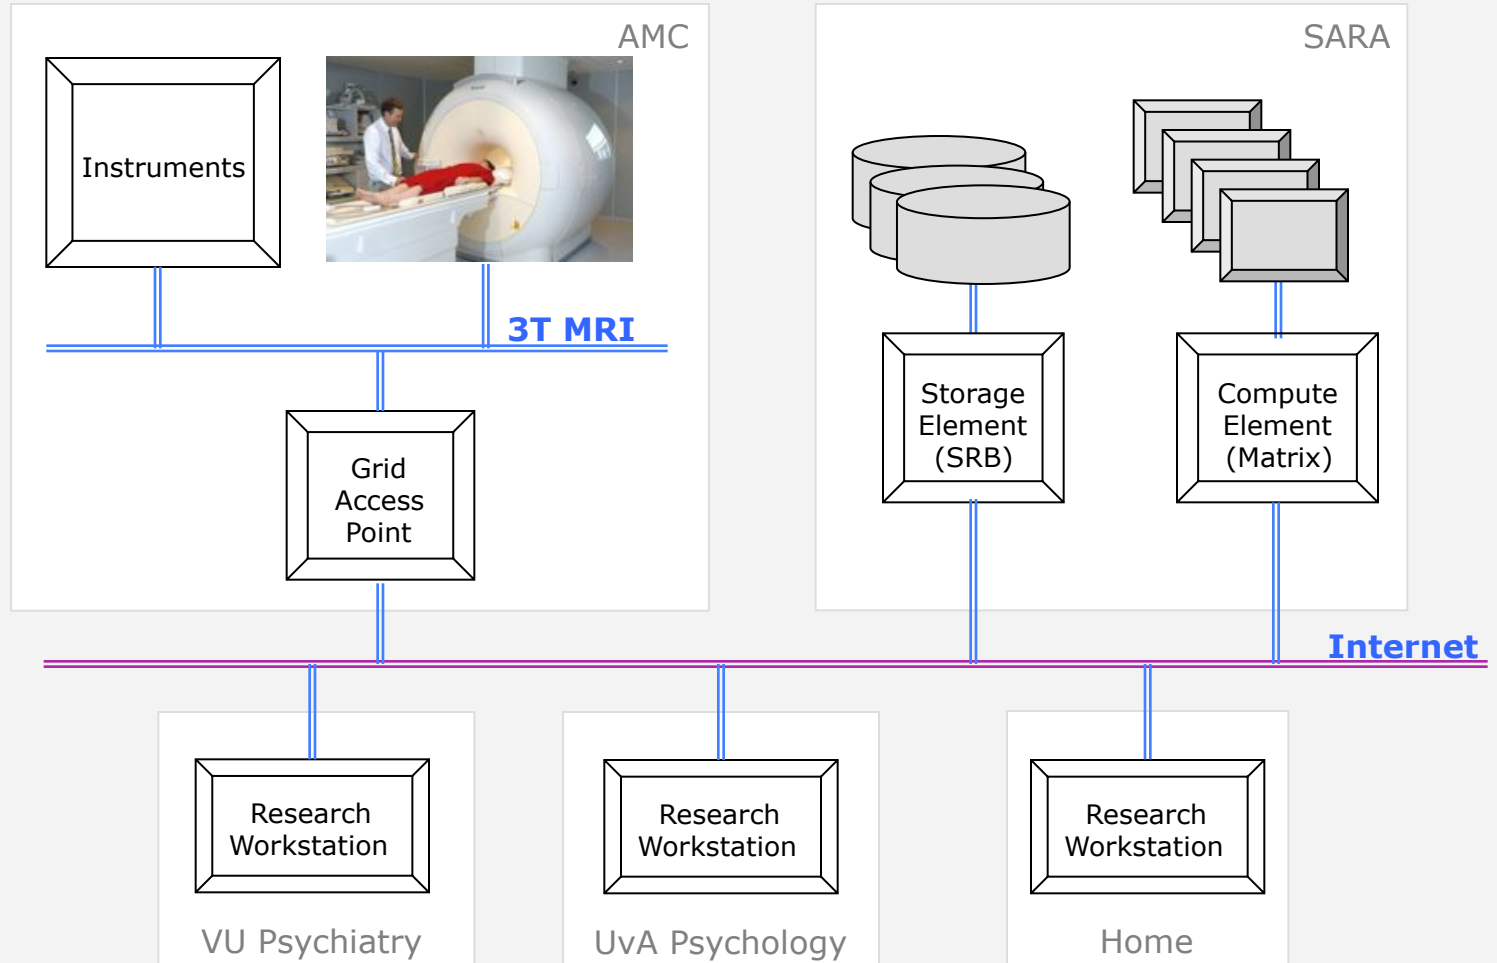 AMC
SARA
Instruments
3T MRI
Storage
Element
(SRB)
Compute
Element
(Matrix)
Grid
Access
Point
Internet
Research
Workstation
Research
Workstation
Research
Workstation
VU Psychiatry
UvA Psychology
Home